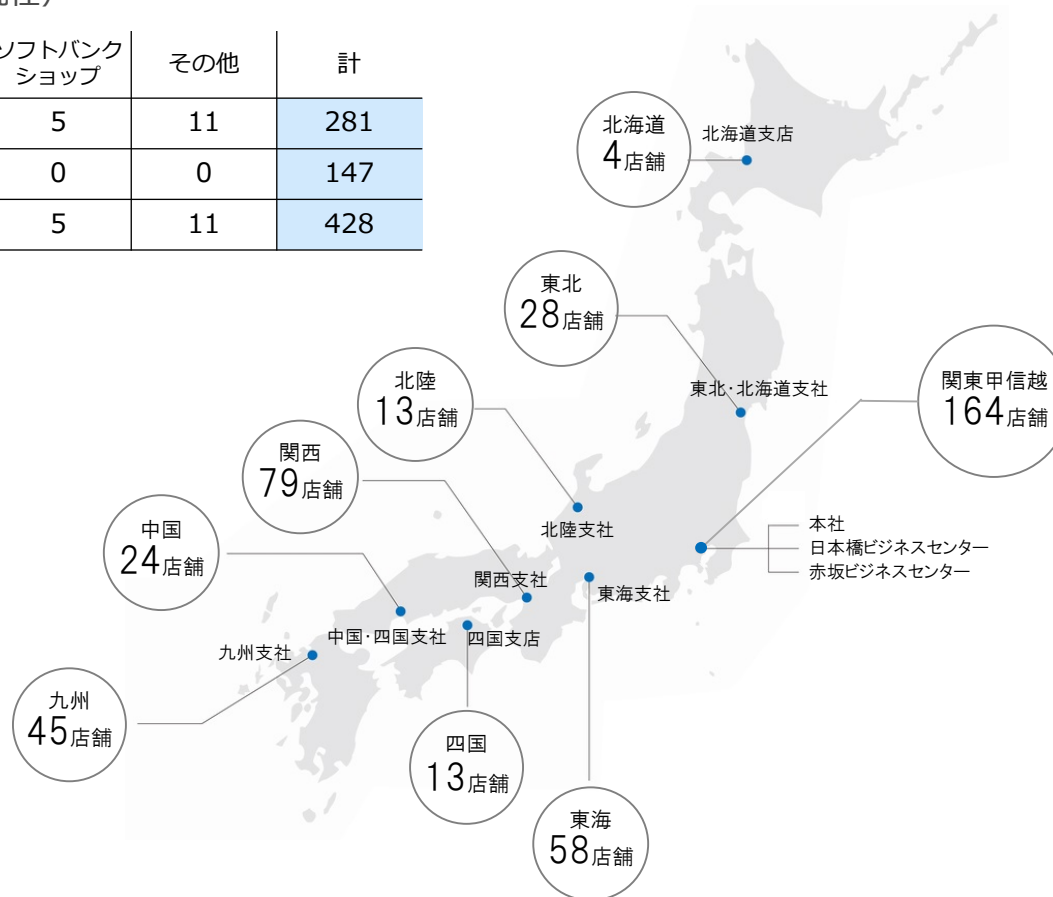 ソフトバンク
ショップ
その他
計
5
11
281
0
0
147
5
11
428
北海道
4店舗
北海道支店
東北
28店舗
東北・北海道支社
北陸
13店舗
関東甲信越
164店舗
関西
79店舗
北陸支社
本社
日本橋ビジネスセンター
赤坂ビジネスセンター
中国
24店舗
関西支社
東海支社
中国・四国支社
四国支店
九州支社
九州
45店舗
四国
13店舗
東海
58店舗